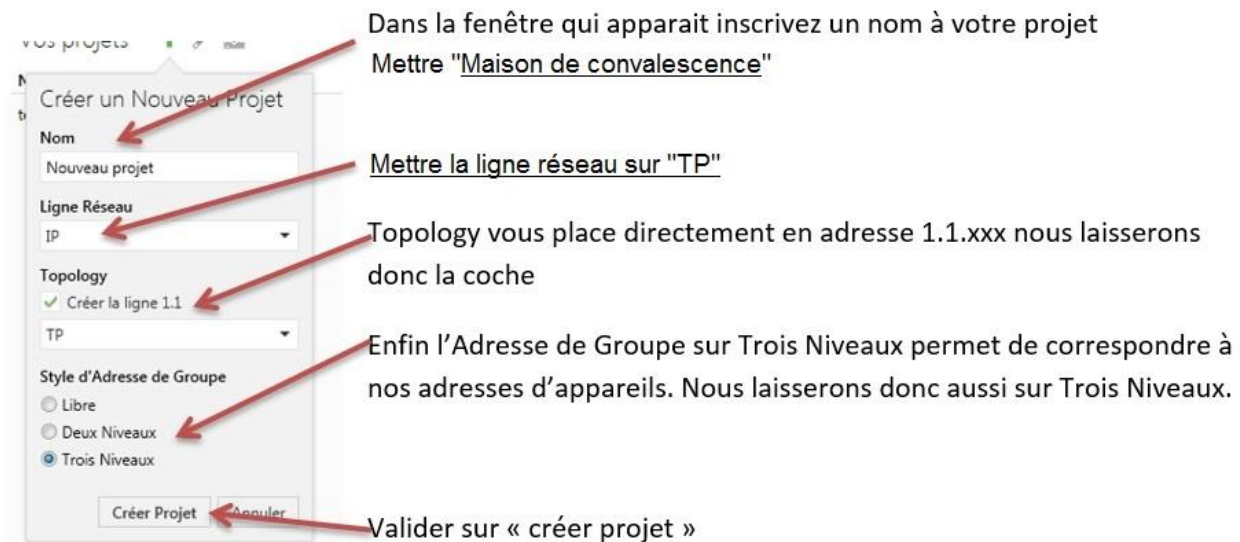 Dans la fenêtre qui apparait inscrivez un nom à votre projet
Mettre "Maison de convalescence"
Vos projets
Créer un Nouveau Projet
Nom
Nouveau projet
Mettre la ligne réseau sur "TP"
Ligne Réseau
IP
Topology vous place directement en adresse 1.1.xxx nous laisserons
donc la coche
Topology
Créer la ligne 1.1
TP
Enfin l’Adresse de Groupe sur Trois Niveaux permet de correspondre à
nos adresses d’appareils. Nous laisserons donc aussi sur Trois Niveaux.
Style d'Adresse de Groupe
Libre
Deux Niveaux
Trois Niveaux
Créer Projet
Annuler
Valider sur « créer projet »